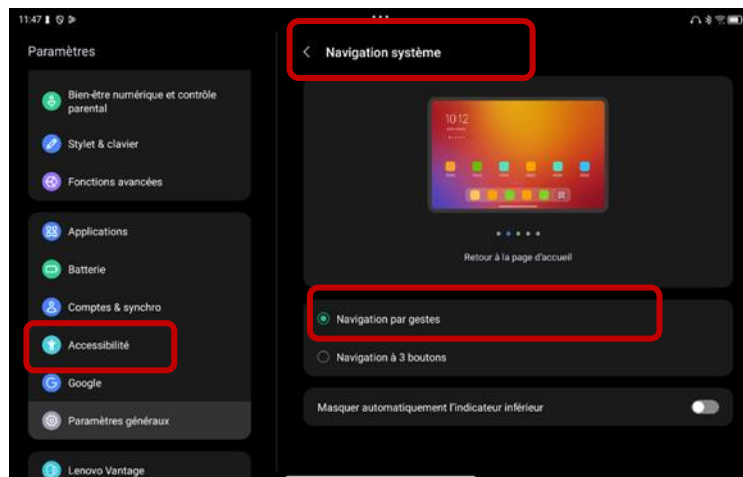 11:47
Paramètres
Bien-être numérique et contrôle
parental
Stylet & clavier
Fonctions avancées
Applications
Batterie
Comptes & synchro
Accessibilité
Google
Paramètres généraux
Lenovo Vantage
Navigation système
10:12
Retour à la page d'accueil
Navigation par gestes
Navigation à 3 boutons
Masquer automatiquement l'indicateur inférieur